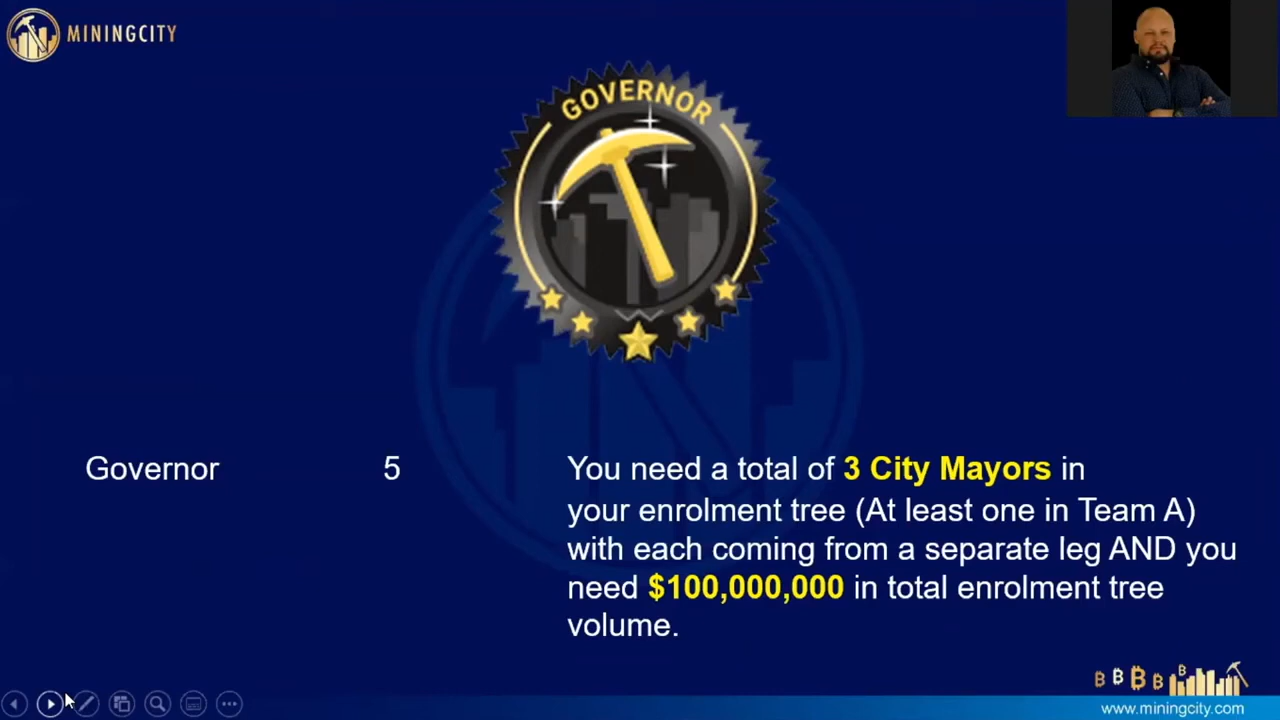 MININGCITY
GOVERNOR
Governor
5
You need a total of 3 City Mayors in
your enrolment tree (At least one in Team A)
with each coming from a separate leg AND you
need $100,000,000 in total enrolment tree
volume.
www.miningcity.com